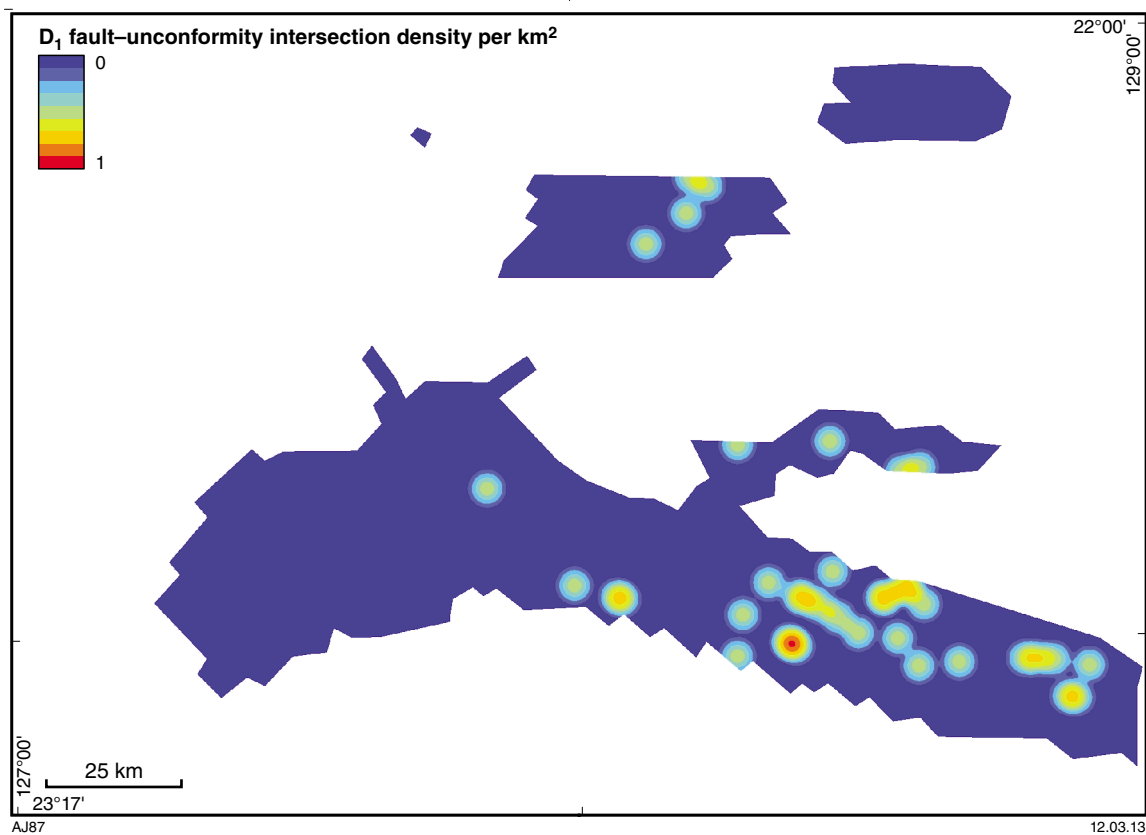 D₁ fault–unconformity intersection density per km²
0
1
22°00'
129°00'
25 km
127°00'
23°17'
AJ87
12.03.13